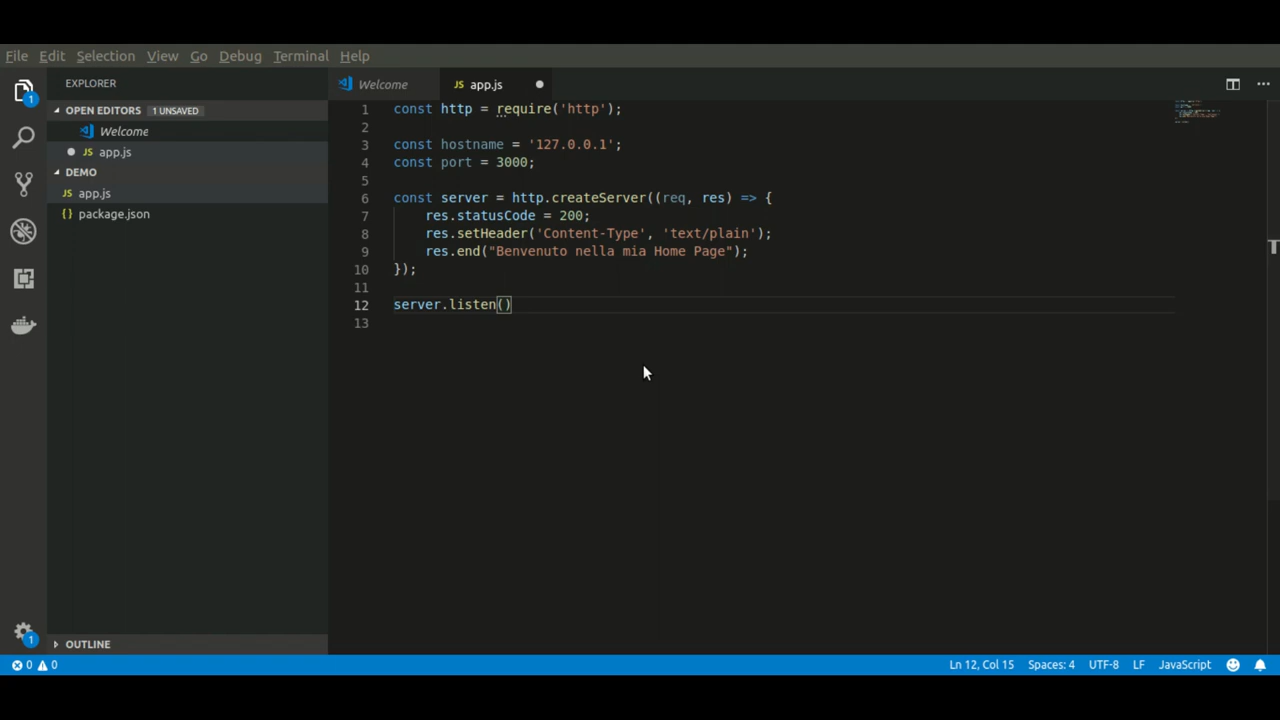 File Edit Selection View Go Debug Terminal Help
EXPLORER
OPEN EDITORS 1 UNSAVED
Welcome
app.js
DEMO
app.js
package.json
OUTLINE
1
1
Welcome
app.js
1 const http = require('http');
2
3 const hostname = '127.0.0.1';
4 const port = 3000;
5
6 const server = http.createServer((req, res) => {
7 res.statusCode = 200;
8 res.setHeader('Content-Type', 'text/plain');
9 res.end("Benvenuto nella mia Home Page");
10 });
11
12 server.listen()
13
0 0 Ln 12, Col 15 Spaces: 4 UTF-8 LF JavaScript